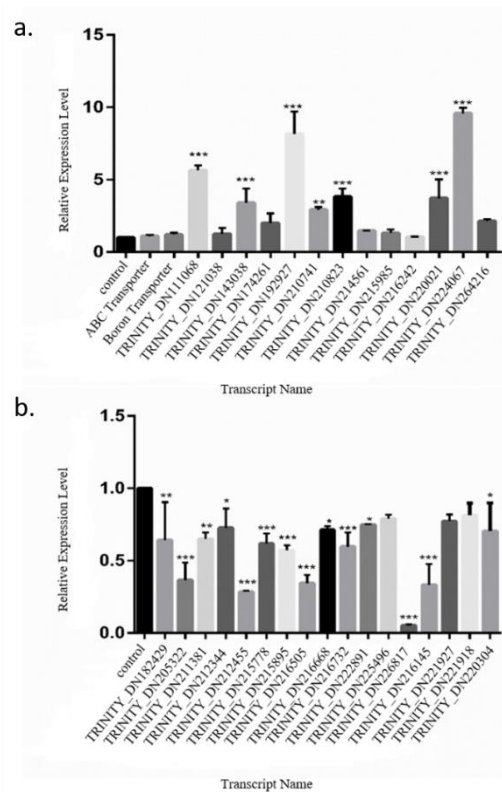 a.
15
10
5
0
Relative Expression Level
***
***
***
**
***
***
***
control
ABC Transporter
Boron Transporter
TRINITY_DN111068
TRINITY_DN121038
TRINITY_DN143038
TRINITY_DN174261
TRINITY_DN192927
TRINITY_DN210741
TRINITY_DN210823
TRINITY_DN214561
TRINITY_DN215985
TRINITY_DN216242
TRINITY_DN220021
TRINITY_DN224067
TRINITY_DN264216
Transcript Name
b.
1.5
1.0
0.5
0.0
Relative Expression Level
**
***
**
*
***
***
***
***
*
***
*
***
***
*
control
TRINITY_DN182429
TRINITY_DN205322
TRINITY_DN211381
TRINITY_DN212344
TRINITY_DN212455
TRINITY_DN215778
TRINITY_DN215895
TRINITY_DN216505
TRINITY_DN216668
TRINITY_DN216732
TRINITY_DN222891
TRINITY_DN225496
TRINITY_DN226817
TRINITY_DN216145
TRINITY_DN221927
TRINITY_DN221918
TRINITY_DN220304
Transcript Name